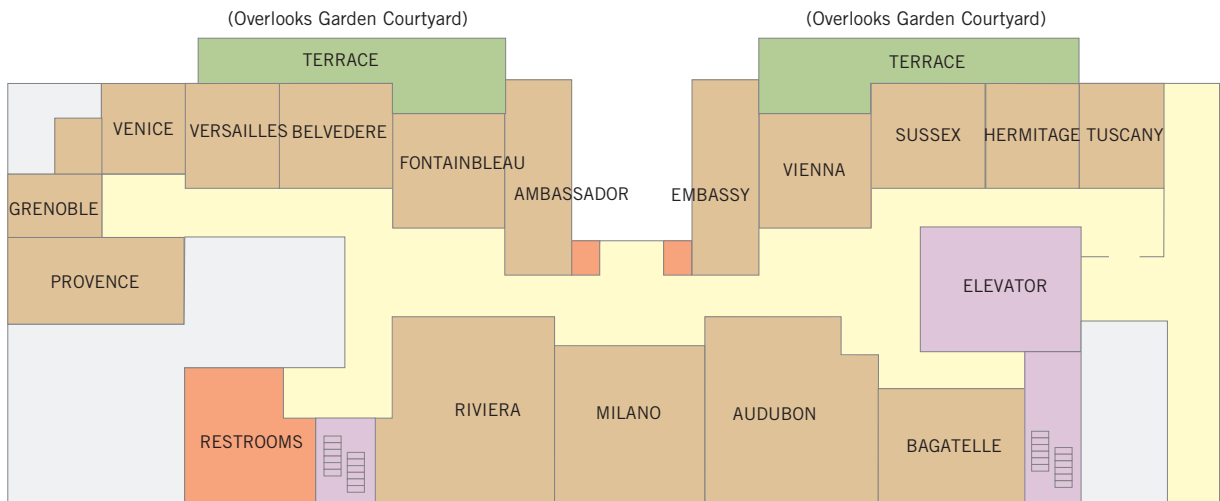 (Overlooks Garden Courtyard)
(Overlooks Garden Courtyard)
TERRACE
TERRACE
VENICE
VERSAILLES
BELVEDERE
SUSSEX
HERMITAGE
TUSCANY
FONTAINBLEAU
VIENNA
AMBASSADOR
EMBASSY
GRENOBLE
PROVENCE
ELEVATOR
RIVIERA
MILANO
AUDUBON
RESTROOMS
BAGATELLE